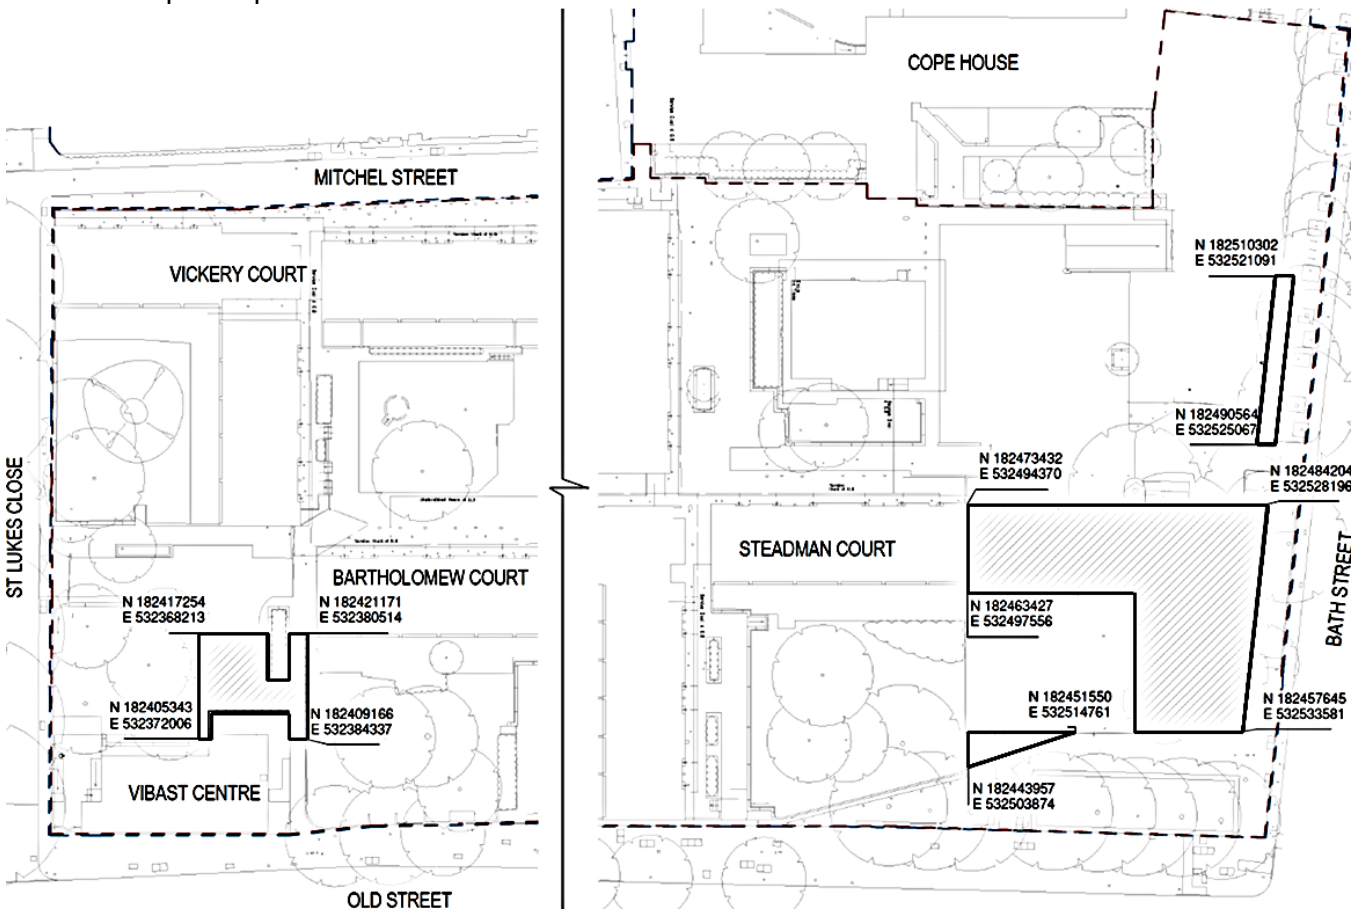 COPE HOUSE
MITCHEL STREET
VICKERY COURT
N 182510302
E 532521091
N 182490564
E 532525067
N 182473432
E 532494370
N 182484204
E 532528196
ST LUKES CLOSE
STEADMAN COURT
BATH STREET
BARTHOLOMEW COURT
N 182417254
E 532368213
N 182421171
E 532380514
N 182463427
E 532497556
N 182405343
E 532372006
N 182409166
E 532384337
N 182451550
E 532514761
N 182457645
E 532533581
VIBAST CENTRE
N 182443957
E 532503874
OLD STREET